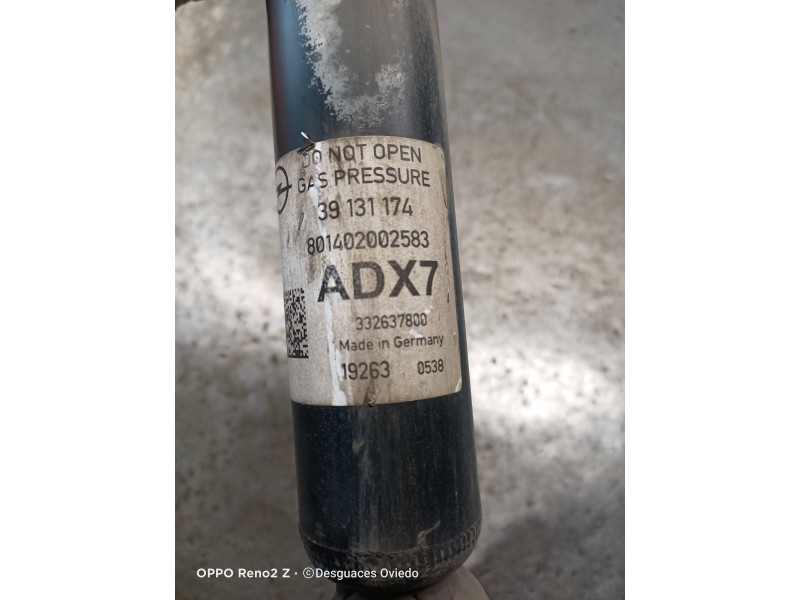 DO NOT OPEN
GAS PRESSURE
39 131 174
801402002583
ADX7
332637800
Made in Germany
19263 0538
OPPO Reno2 Z · ©Desguaces Oviedo